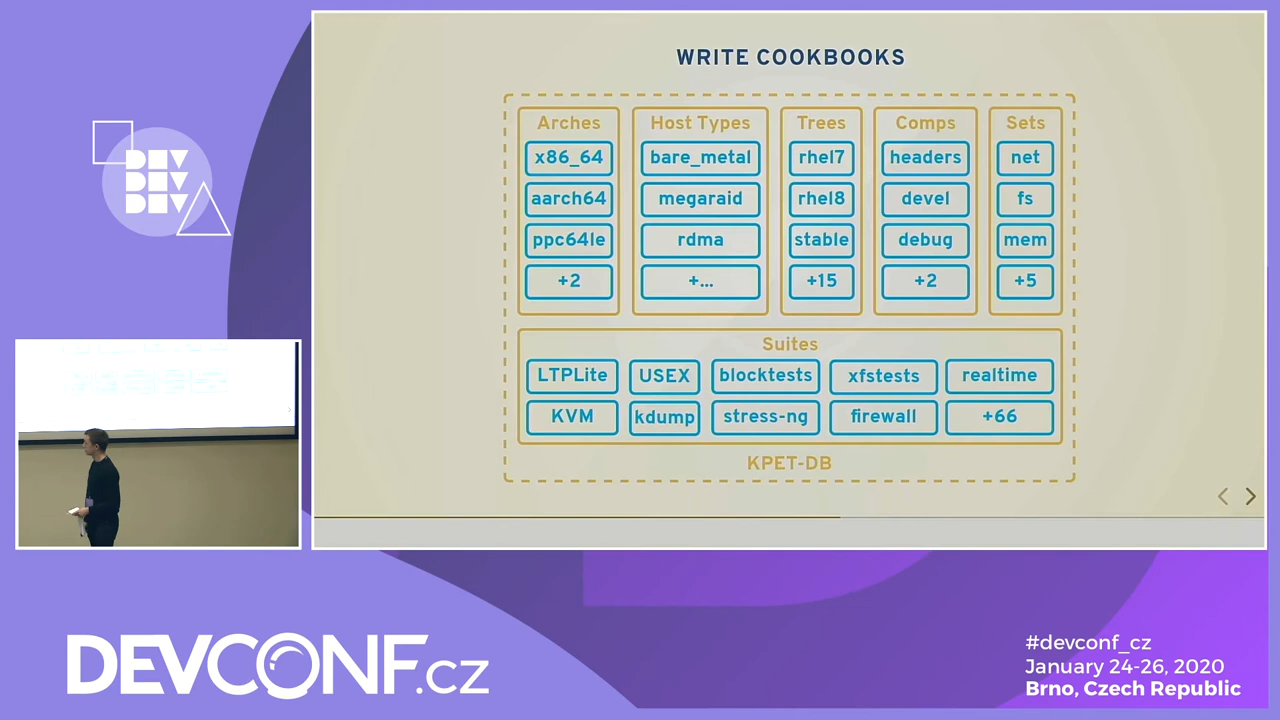 WRITE COOKBOOKS
Arches
x86_64
aarch64
ppc64le
+2
Host Types
bare_metal
megaraid
rdma
+...
Trees
rhel7
rhel8
stable
+15
Comps
headers
devel
debug
+2
Sets
net
fs
mem
+5
Suites
LTPLite USEX blocktests xfstests realtime
KVM kdump stress-ng firewall +66
KPET-DB
DEV
DEV
DEV
DEVCONF.cz
#devconf_cz
January 24-26, 2020
Brno, Czech Republic